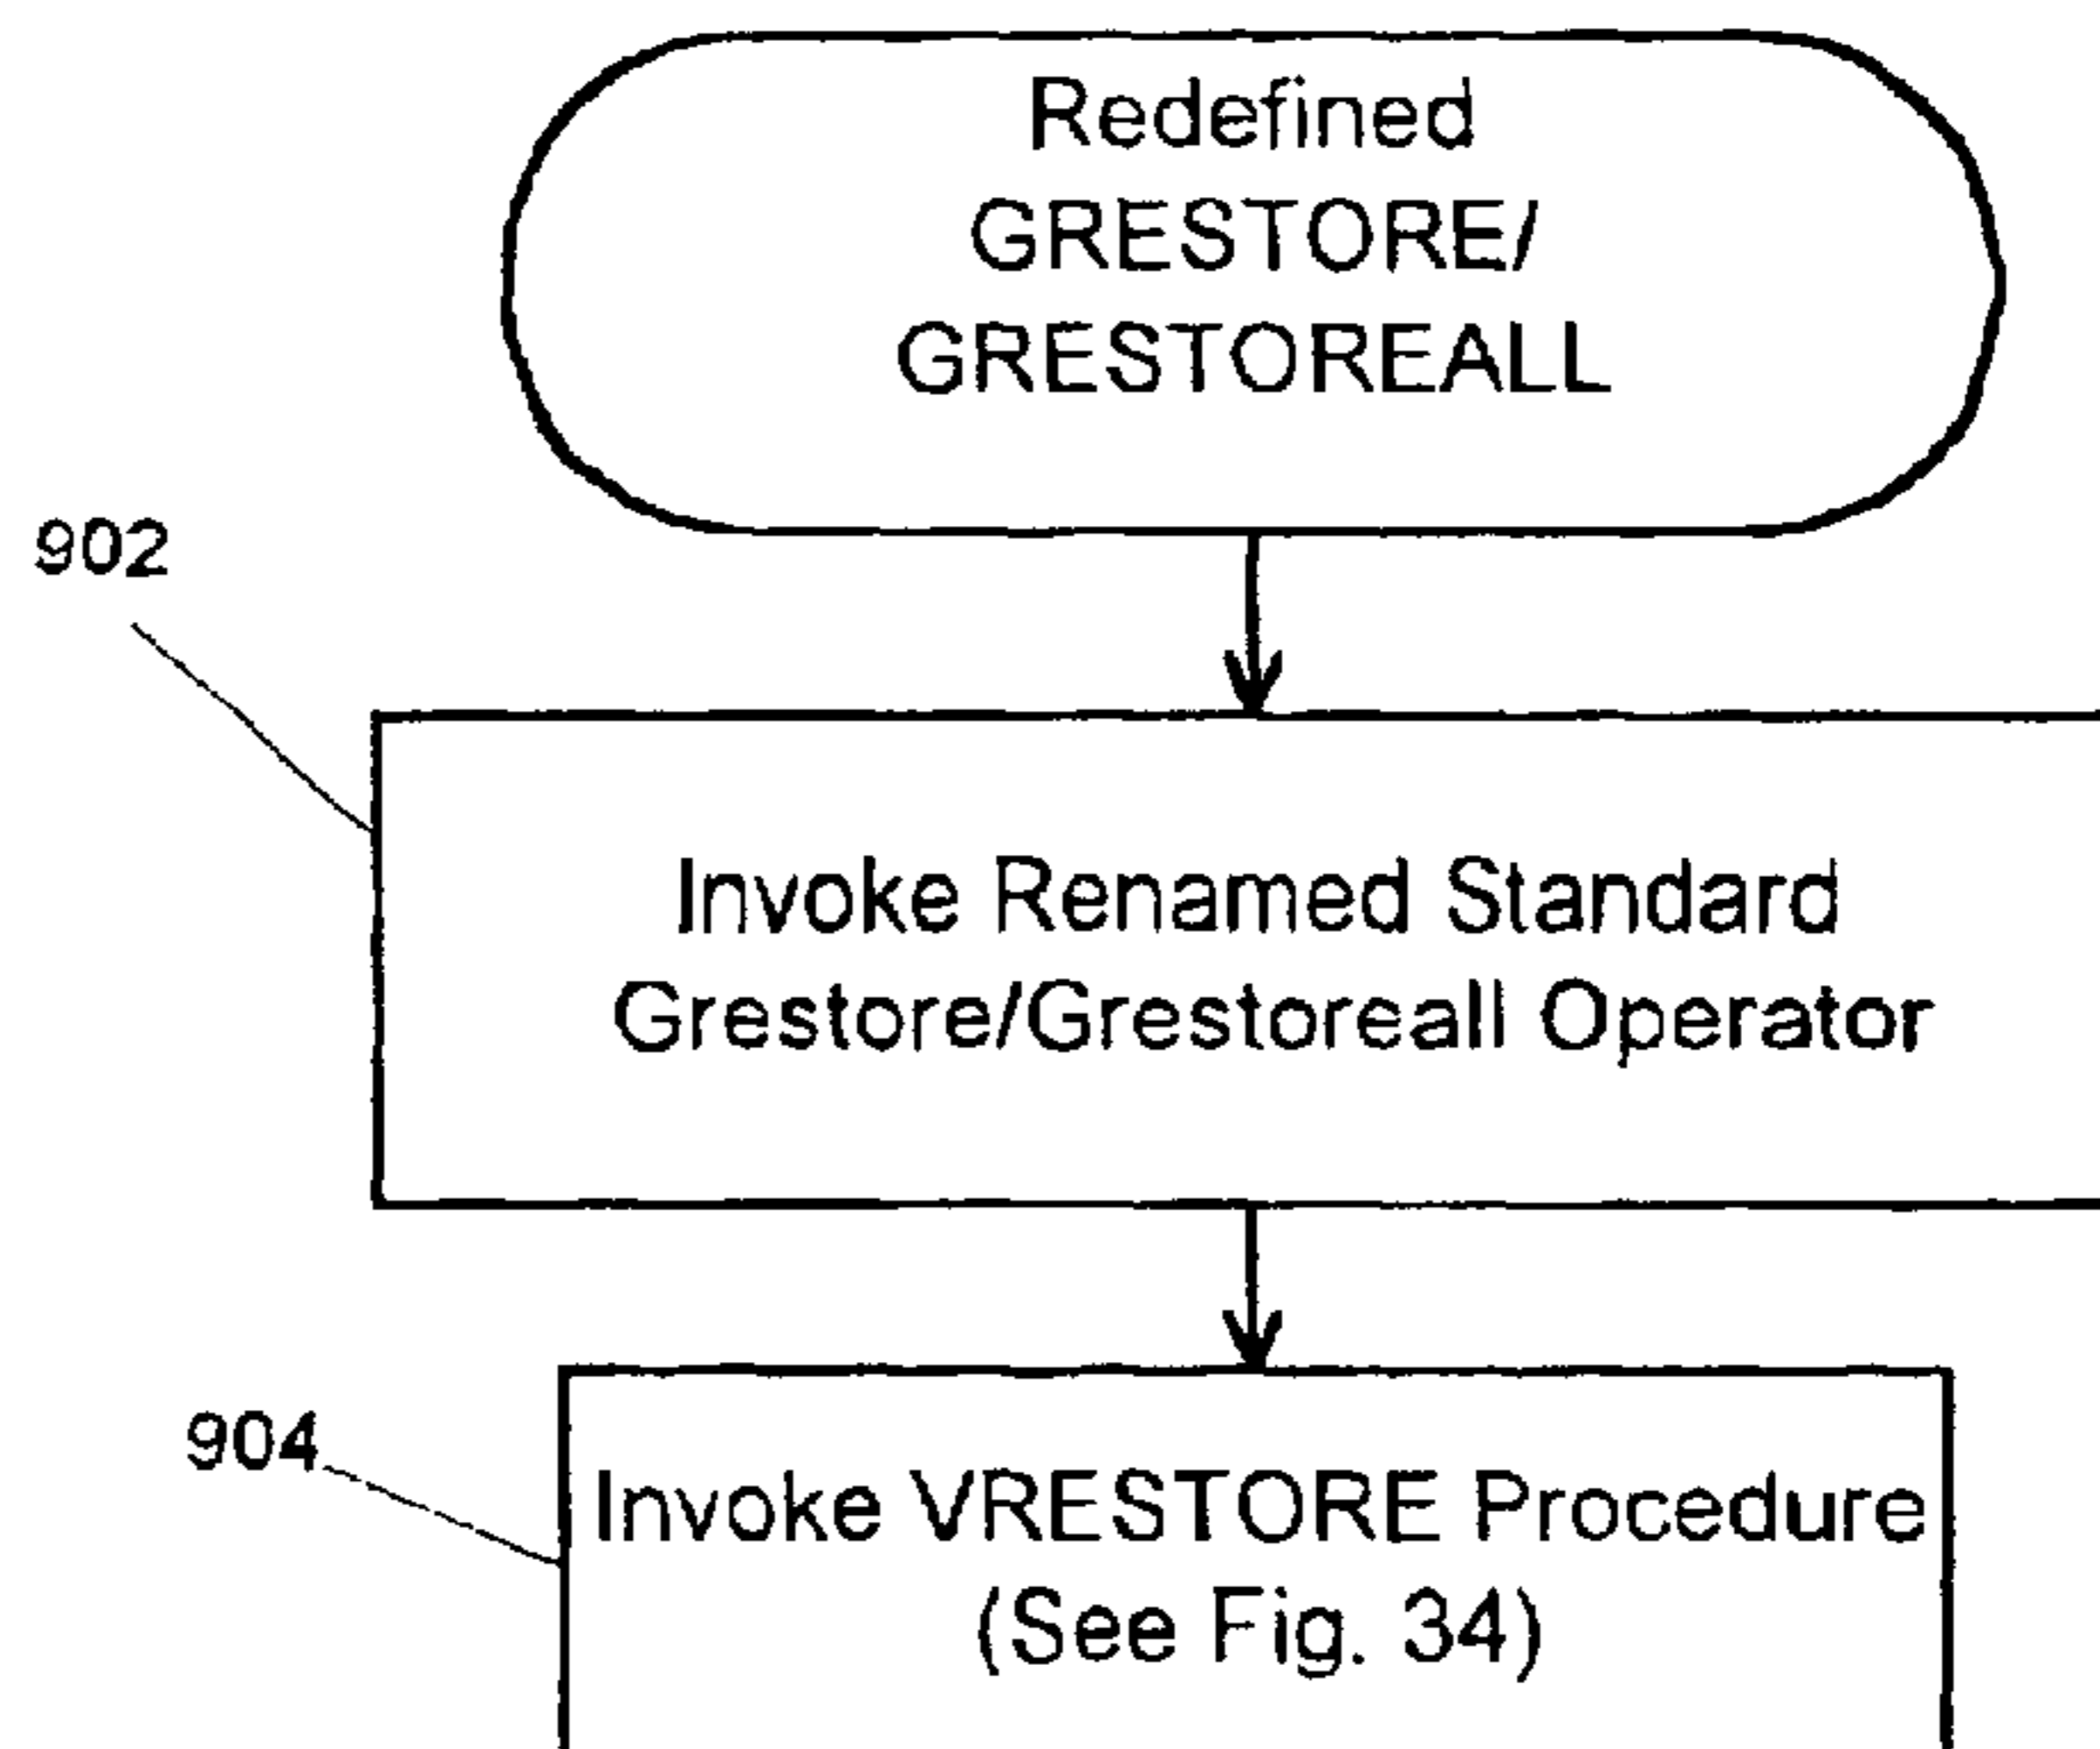 Redefined
GRESTORE/
GRESTOREALL
902
Invoke Renamed Standard
Grestore/Grestoreall Operator
904
Invoke VRESTORE Procedure
(See Fig. 34)